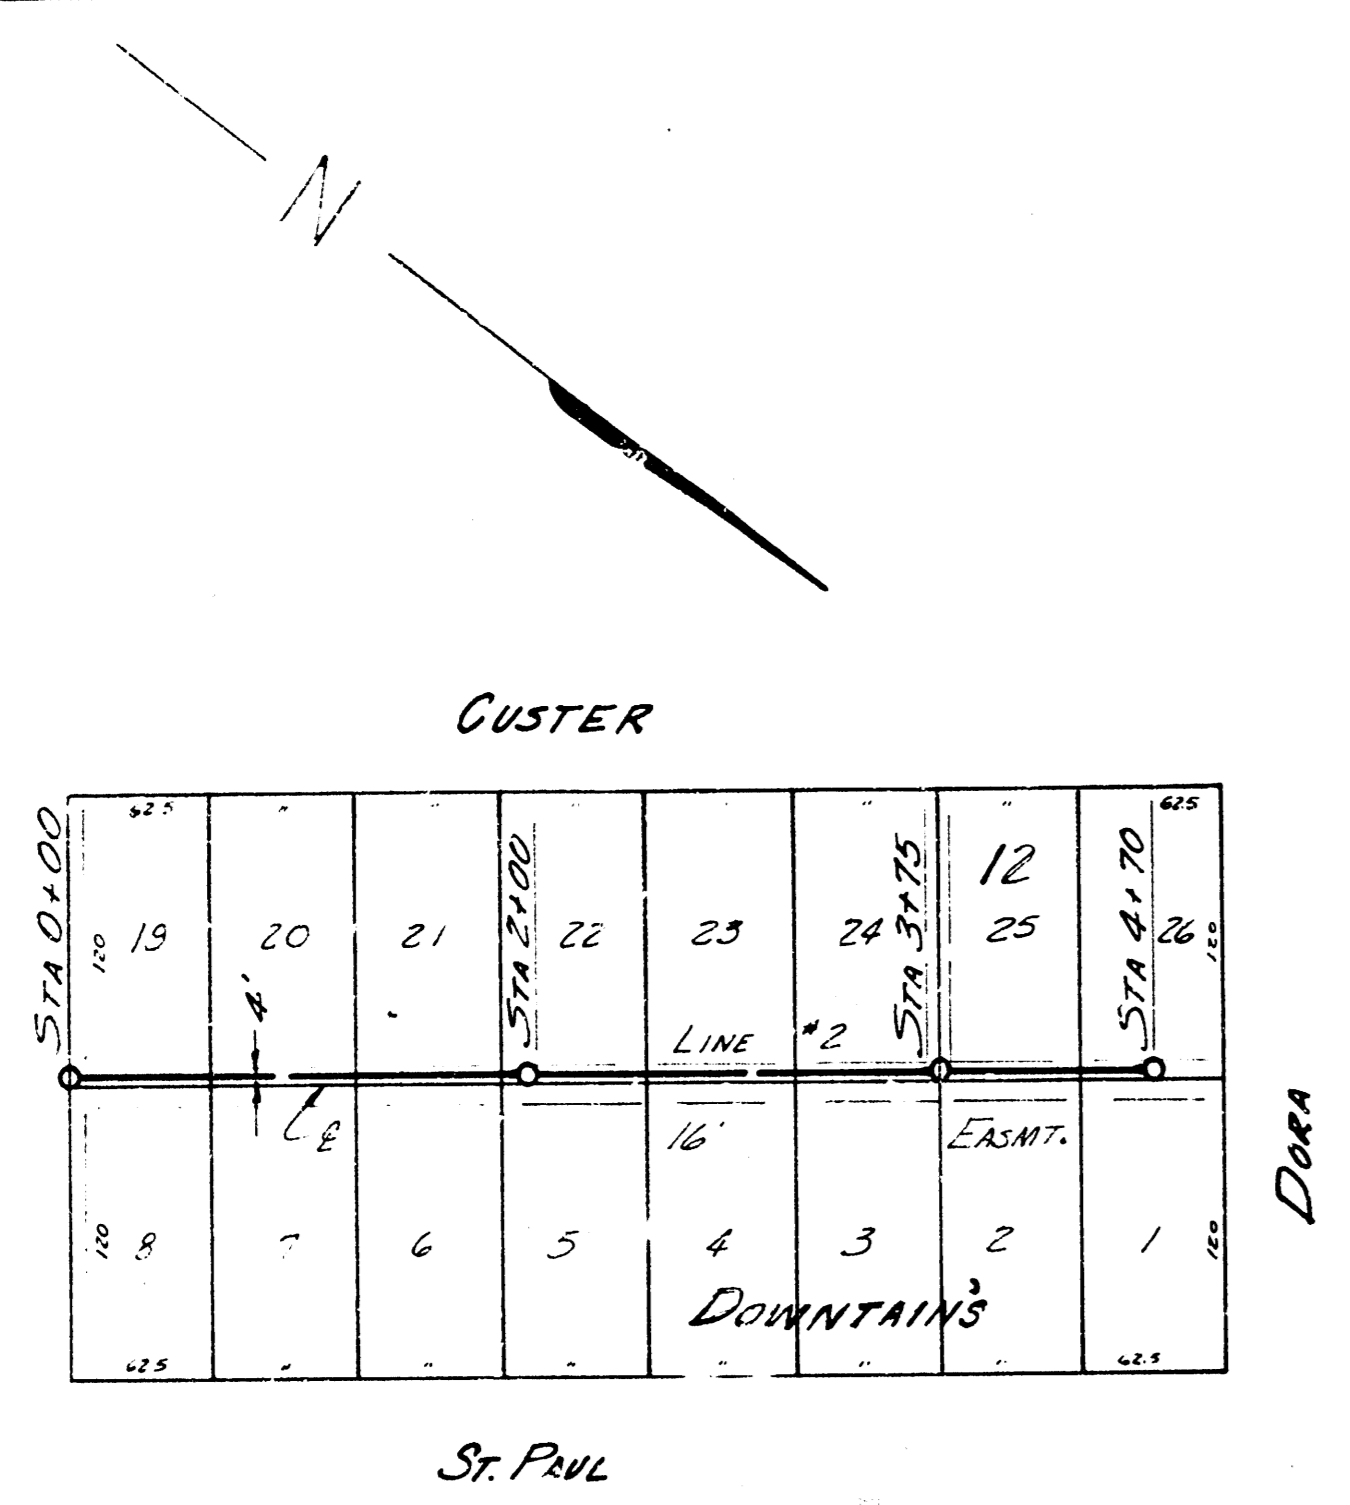 N
CUSTER
62.5 " " " " " 62.5
STA 0+00
STA 2+00
STA 3+75
STA 4+70
12
120 19 20 21 22 23 24 25 26 120
4'
LINE #2
℄
16' EASMT.
DORA
120 8 7 6 5 4 3 2 1 120
DOWNTAIN'S
62.5 " " " " " " 62.5
ST. PAUL